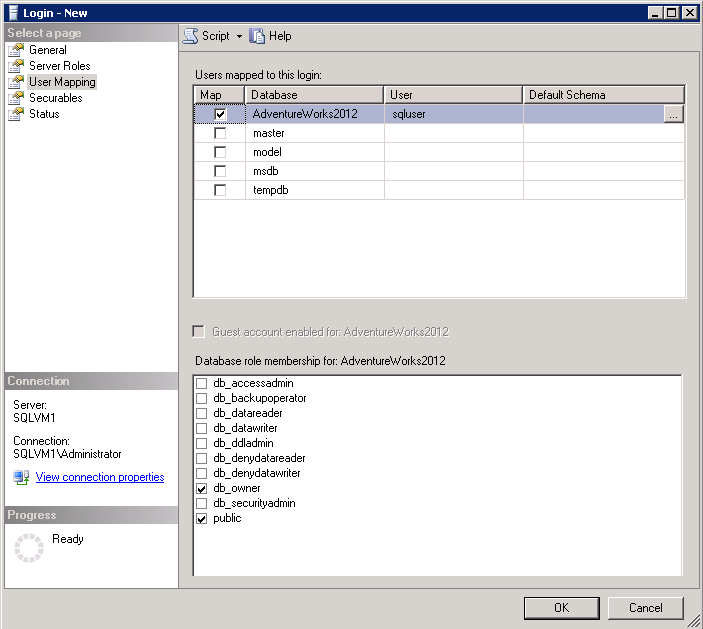 Login - New
Select a page
General
Server Roles
User Mapping
Securables
Status
Connection
Server:
SQLVM1
Connection:
SQLVM1\Administrator
View connection properties
Progress
Ready
Script Help
Users mapped to this login:
Map Database User Default Schema
AdventureWorks2012 sqluser ...
master
model
msdb
tempdb
Guest account enabled for: AdventureWorks2012
Database role membership for: AdventureWorks2012
db_accessadmin
db_backupoperator
db_datareader
db_datawriter
db_ddladmin
db_denydatareader
db_denydatawriter
db_owner
db_securityadmin
public
OK Cancel